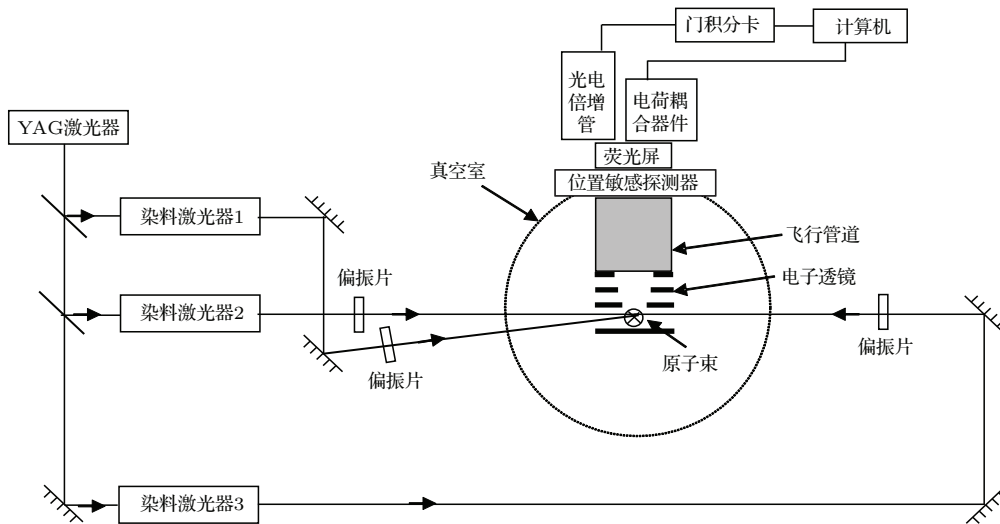 门积分卡
计算机
光电
倍增
管
电荷耦
合器件
YAG激光器
荧光屏
真空室
位置敏感探测器
染料激光器1
飞行管道
偏振片
电子透镜
染料激光器2
偏振片
原子束
偏振片
染料激光器3